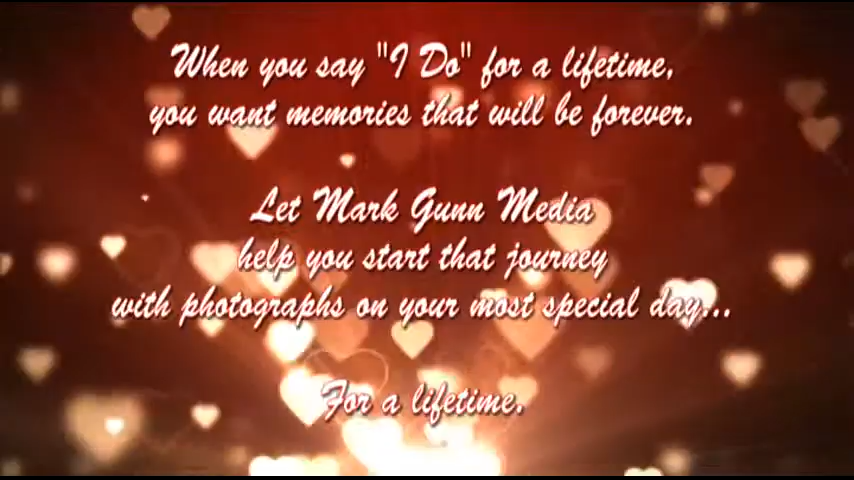 When you say "I Do" for a lifetime,
you want memories that will be forever.
Let Mark Gunn Media
help you start that journey
with photographs on your most special day...
For a lifetime.